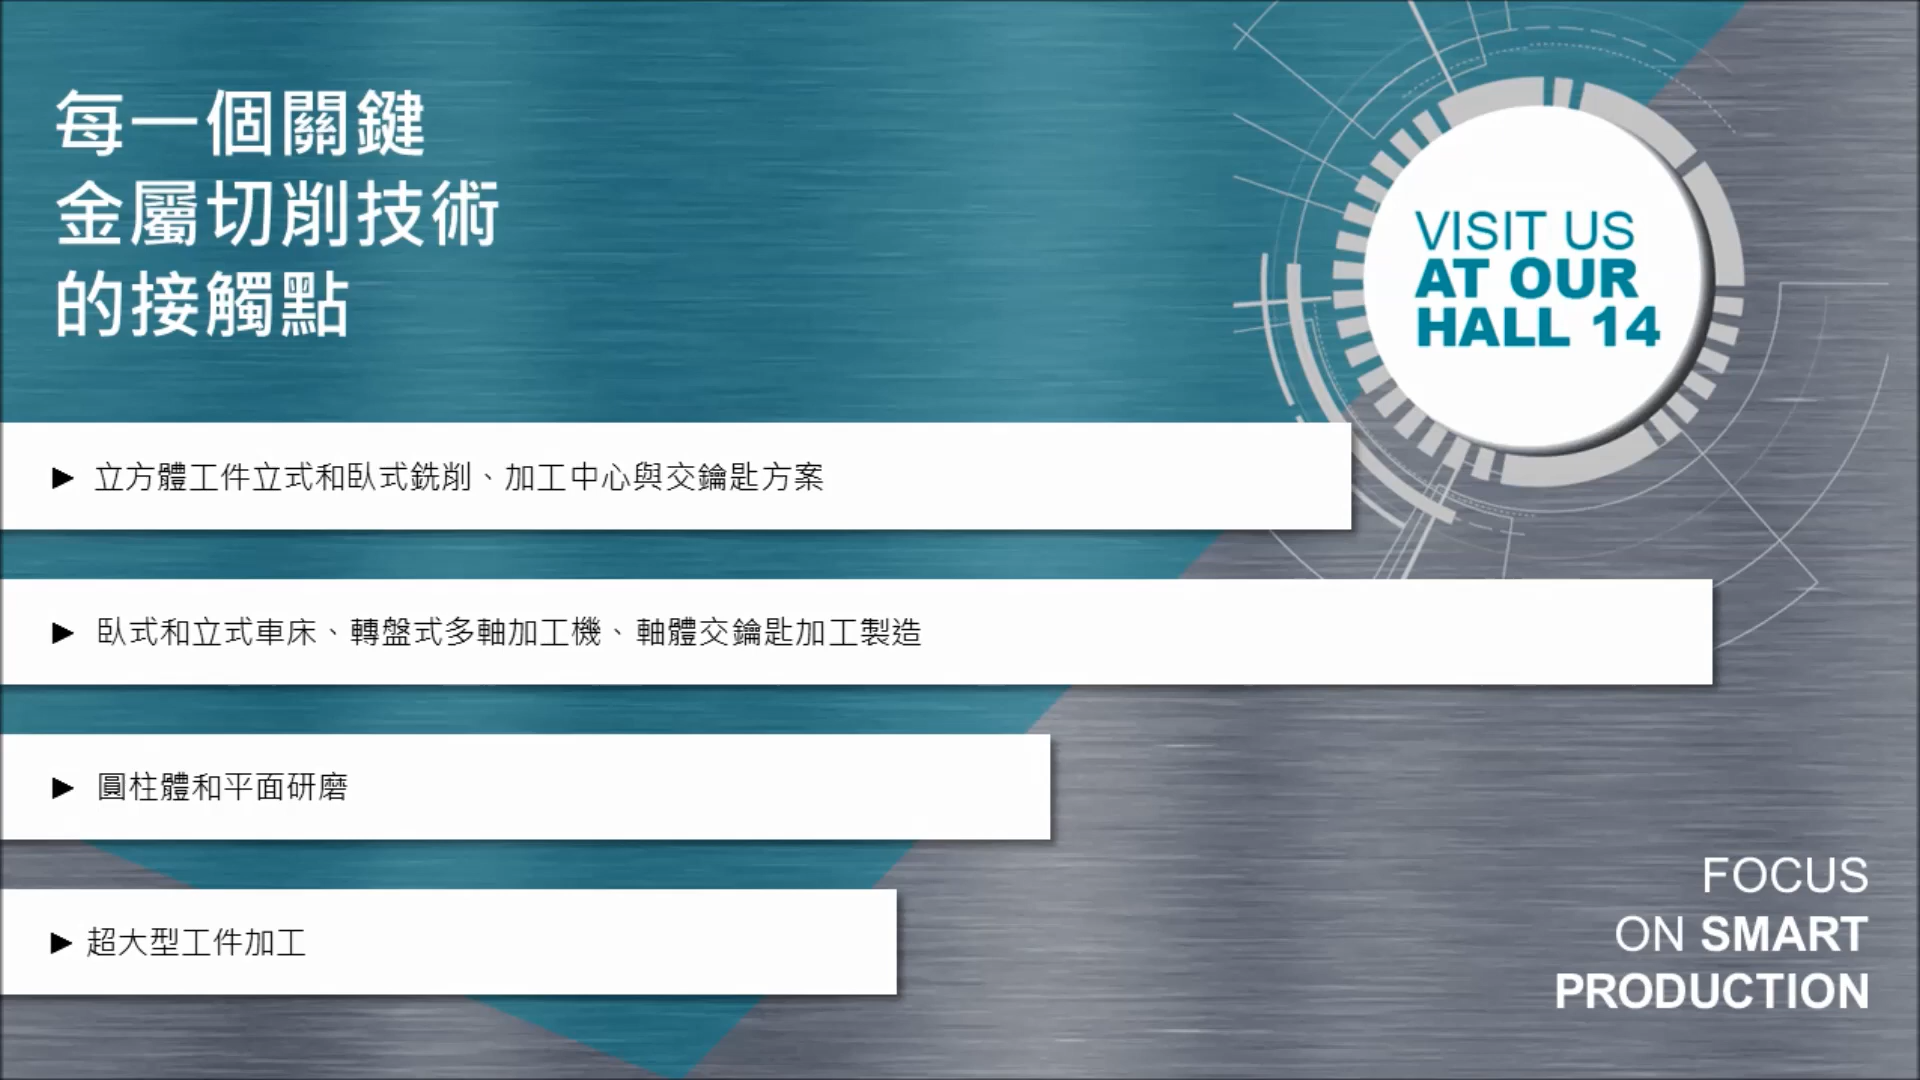 每一個關鍵
金屬切削技術
的接觸點
VISIT US
AT OUR
HALL 14
▶ 立方體工件立式和臥式銑削、加工中心與交鑰匙方案
▶ 臥式和立式車床、轉盤式多軸加工機、軸體交鑰匙加工製造
▶ 圓柱體和平面研磨
▶ 超大型工件加工
FOCUS
ON SMART
PRODUCTION